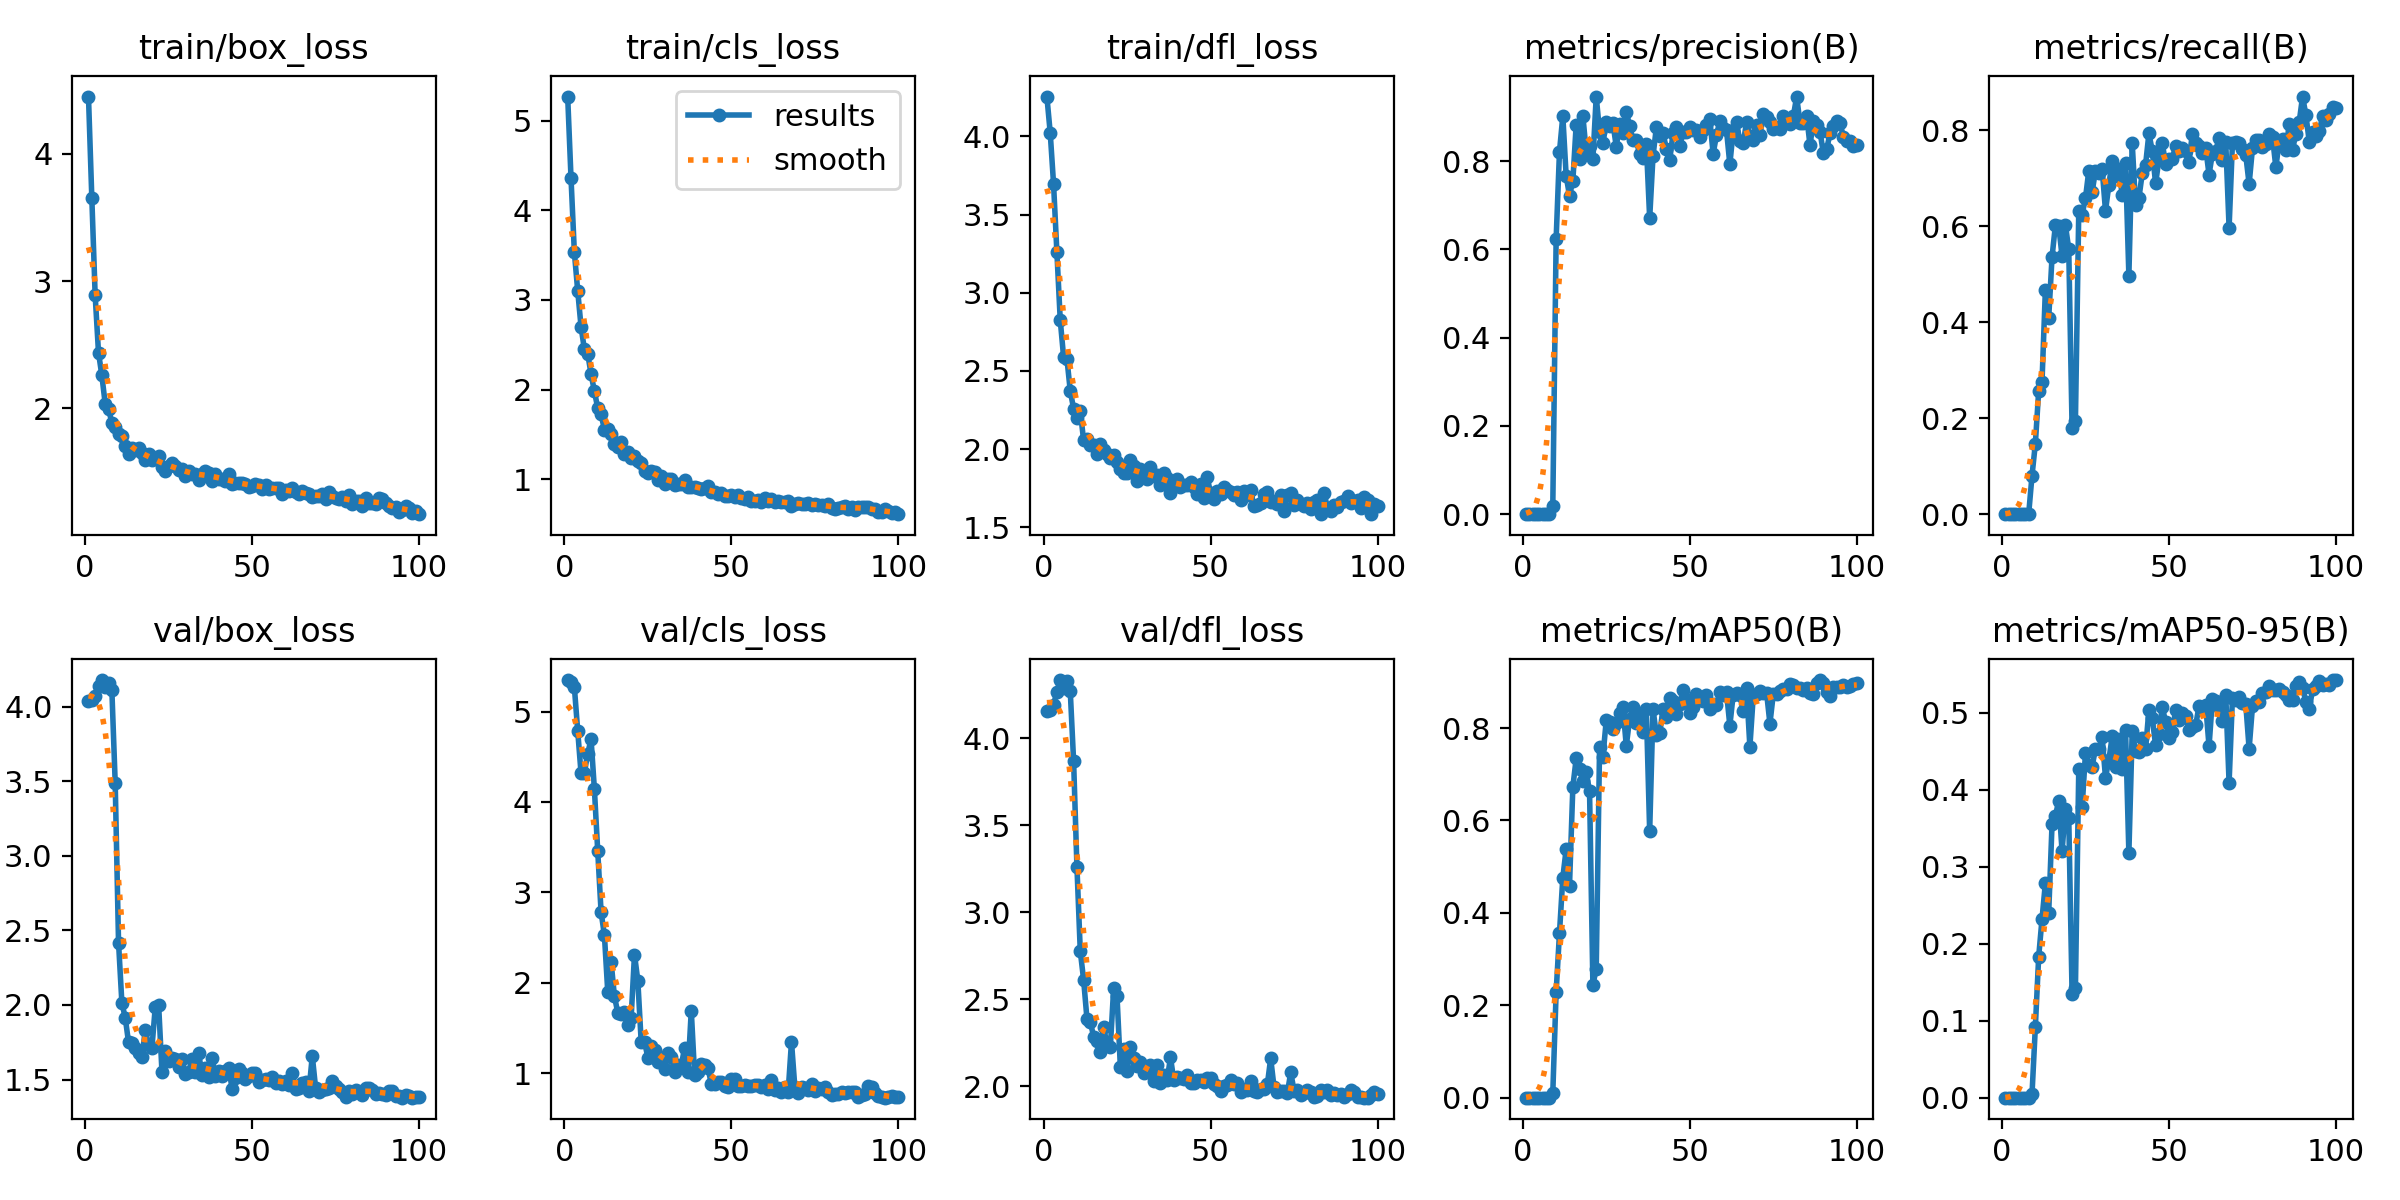 train/box_loss
4
3
2
0 50 100
train/cls_loss
results
smooth
5
4
3
2
1
0 50 100
train/dfl_loss
4.0
3.5
3.0
2.5
2.0
1.5
0 50 100
metrics/precision(B)
0.8
0.6
0.4
0.2
0.0
0 50 100
metrics/recall(B)
0.8
0.6
0.4
0.2
0.0
0 50 100
val/box_loss
4.0
3.5
3.0
2.5
2.0
1.5
0 50 100
val/cls_loss
5
4
3
2
1
0 50 100
val/dfl_loss
4.0
3.5
3.0
2.5
2.0
0 50 100
metrics/mAP50(B)
0.8
0.6
0.4
0.2
0.0
0 50 100
metrics/mAP50-95(B)
0.5
0.4
0.3
0.2
0.1
0.0
0 50 100